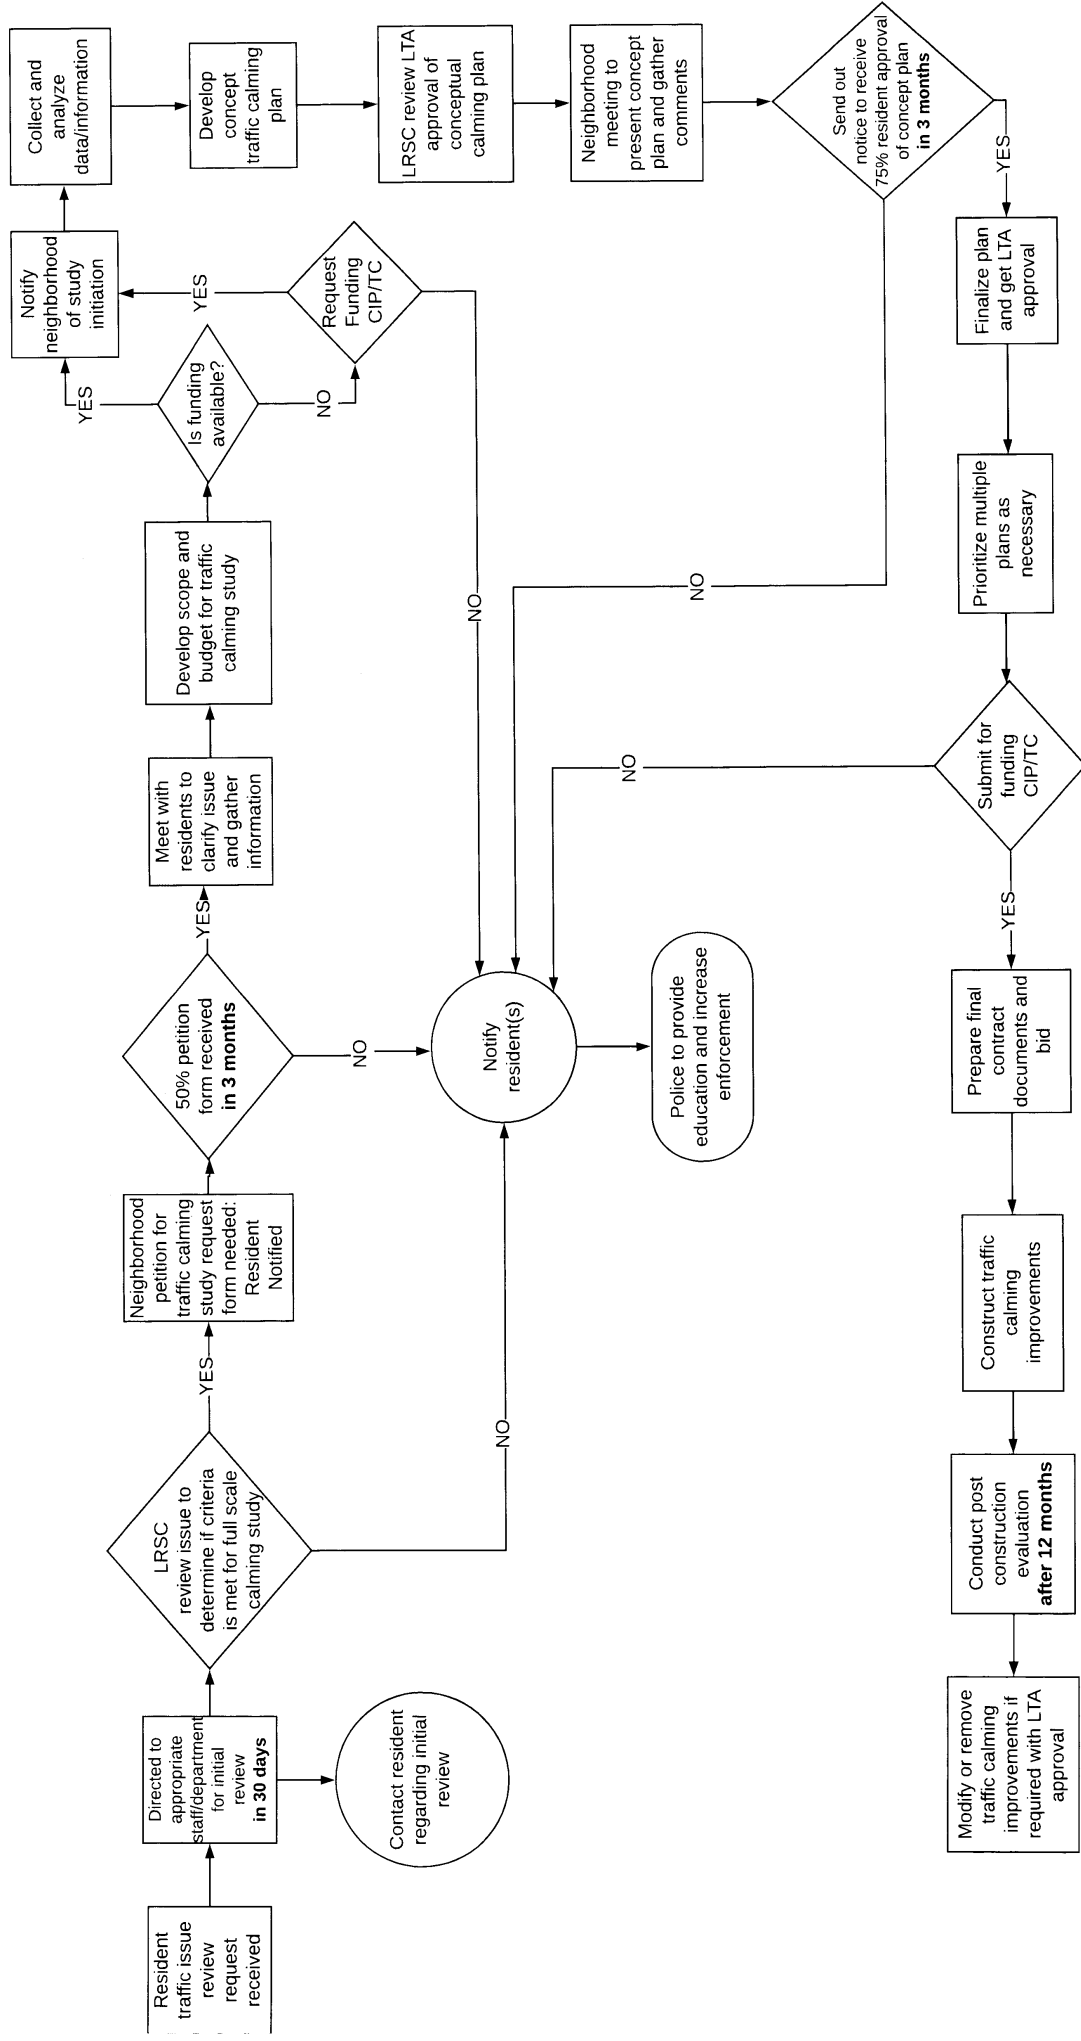 Resident
traffic issue
review
request
received
Directed to
appropriate
staff/department
for initial
review
in 30 days
Contact resident
regarding initial
review
LRSC
review issue to
determine if criteria
is met for full scale
calming study
YES
NO
Neighborhood
petition for
traffic calming
study request
form needed:
Resident
Notified
50% petition
form received
in 3 months
YES
NO
Meet with
residents to
clarify issue
and gather
information
Develop scope and
budget for traffic
calming study
Is funding
available?
YES
NO
Request
Funding
CIP/TC
YES
NO
Notify
neighborhood
of study
initiation
Collect and
analyze
data/information
Develop
concept
traffic calming
plan
LRSC review LTA
approval of
conceptual
calming plan
Neighborhood
meeting to
present concept
plan and gather
comments
Send out
notice to receive
75% resident approval
of concept plan
in 3 months
YES
NO
Notify
resident(s)
Police to provide
education and increase
enforcement
Finalize plan
and get LTA
approval
Prioritize multiple
plans as
necessary
Submit for
funding
CIP/TC
NO
YES
Prepare final
contract
documents and
bid
Construct traffic
calming
improvements
Conduct post
construction
evaluation
after 12 months
Modify or remove
traffic calming
improvements if
required with LTA
approval